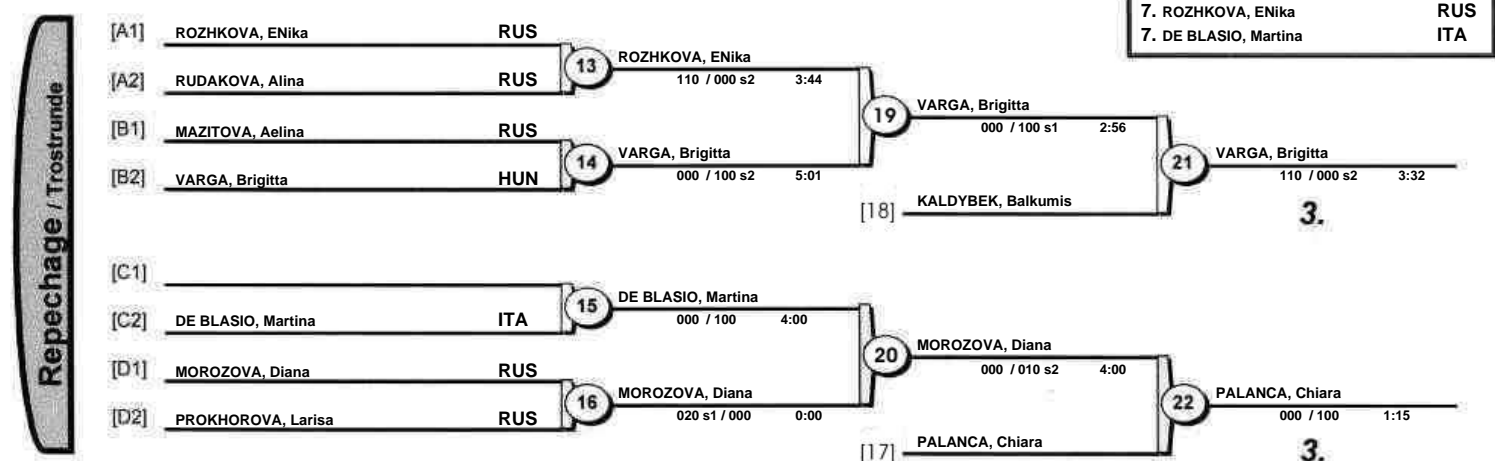 7. ROZHKOVA, ENika RUS
7. DE BLASIO, Martina ITA
Repechage / Trostrunde
[A1] ROZHKOVA, ENika RUS
13 ROZHKOVA, ENika
110 / 000 s2 3:44
[A2] RUDAKOVA, Alina RUS
19 VARGA, Brigitta
000 / 100 s1 2:56
[B1] MAZITOVA, Aelina RUS
14 VARGA, Brigitta
000 / 100 s2 5:01
[B2] VARGA, Brigitta HUN
21 VARGA, Brigitta
110 / 000 s2 3:32
[18] KALDYBEK, Balkumis
3.
[C1]
15 DE BLASIO, Martina
000 / 100 4:00
[C2] DE BLASIO, Martina ITA
20 MOROZOVA, Diana
000 / 010 s2 4:00
[D1] MOROZOVA, Diana RUS
16 MOROZOVA, Diana
020 s1 / 000 0:00
[D2] PROKHOROVA, Larisa RUS
22 PALANCA, Chiara
000 / 100 1:15
[17] PALANCA, Chiara
3.